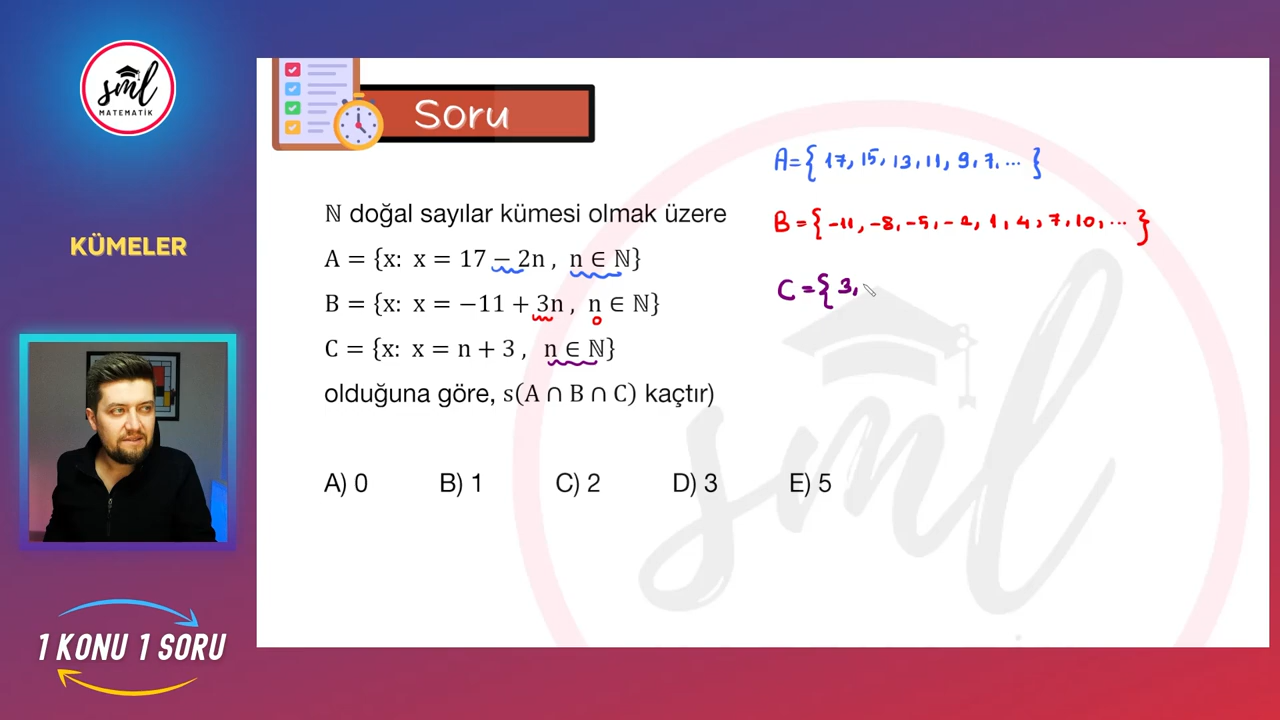 sml
MATEMATİK
KÜMELER
1 KONU 1 SORU
Soru
ℕ doğal sayılar kümesi olmak üzere
A = {x: x = 17 − 2n , n ∈ ℕ}
B = {x: x = −11 + 3n , n ∈ ℕ}
C = {x: x = n + 3 , n ∈ ℕ}
olduğuna göre, s(A ∩ B ∩ C) kaçtır)
A) 0 B) 1 C) 2 D) 3 E) 5
A={ 17, 15, 13, 11, 9, 7, ... }
B = { -11, -8, -5, -2, 1, 4, 7, 10, ... }
C = { 3,
sml